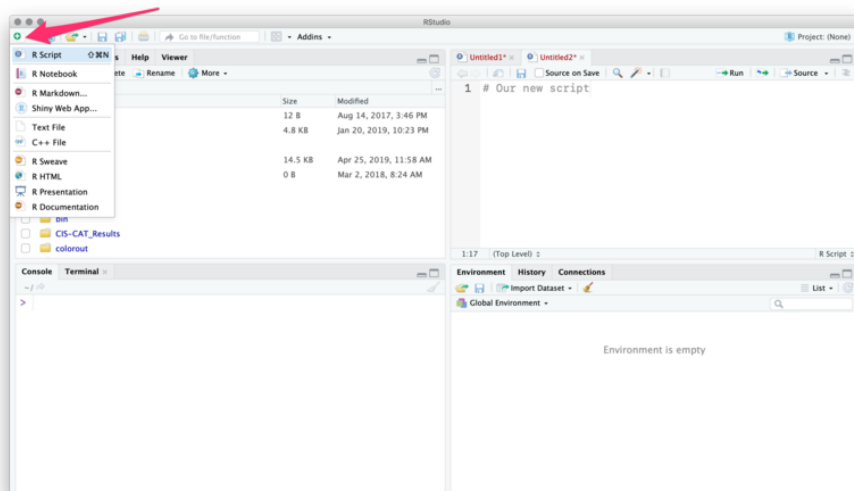 RStudio
Go to file/function
Addins
Project: (None)
R Script ⇧⌘N
R Notebook
R Markdown...
Shiny Web App...
Text File
C++ File
R Sweave
R HTML
R Presentation
R Documentation
s Help Viewer
ete Rename More
...
Size Modified
12 B Aug 14, 2017, 3:46 PM
4.8 KB Jan 20, 2019, 10:23 PM
14.5 KB Apr 25, 2019, 11:58 AM
0 B Mar 2, 2018, 8:24 AM
bin
CIS-CAT_Results
colorout
Untitled1* × Untitled2* ×
Source on Save Run Source
1 # Our new script
1:17 (Top Level) R Script
Console Terminal ×
~/
>
Environment History Connections
Import Dataset List
Global Environment
Environment is empty